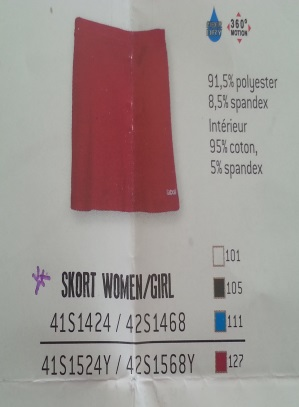 360°
MOTION
91,5% polyester
8,5% spandex
Intérieur
95% coton,
5% spandex
101
SKORT WOMEN/GIRL
105
41S1424 / 42S1468
111
41S1524Y / 42S1568Y
127